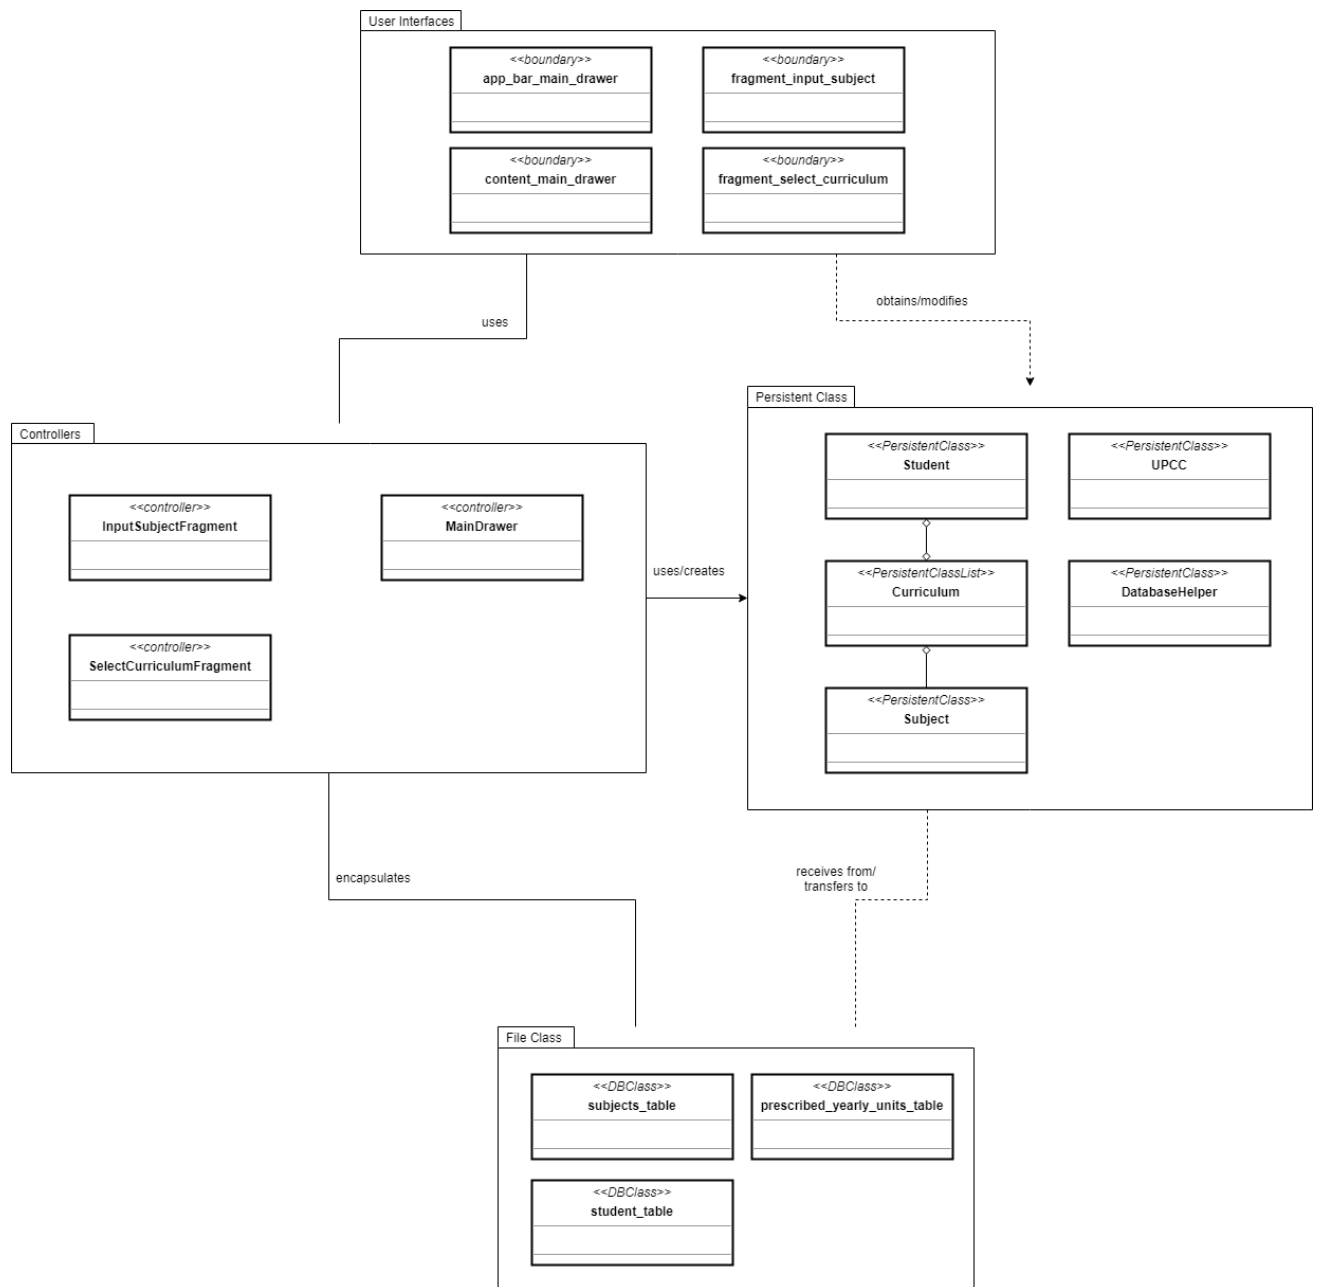 User Interfaces
<<boundary>>
app_bar_main_drawer
<<boundary>>
fragment_input_subject
<<boundary>>
content_main_drawer
<<boundary>>
fragment_select_curriculum
uses
obtains/modifies
Controllers
<<controller>>
InputSubjectFragment
<<controller>>
MainDrawer
<<controller>>
SelectCurriculumFragment
uses/creates
Persistent Class
<<PersistentClass>>
Student
<<PersistentClass>>
UPCC
<<PersistentClassList>>
Curriculum
<<PersistentClass>>
DatabaseHelper
<<PersistentClass>>
Subject
encapsulates
receives from/
transfers to
File Class
<<DBClass>>
subjects_table
<<DBClass>>
prescribed_yearly_units_table
<<DBClass>>
student_table